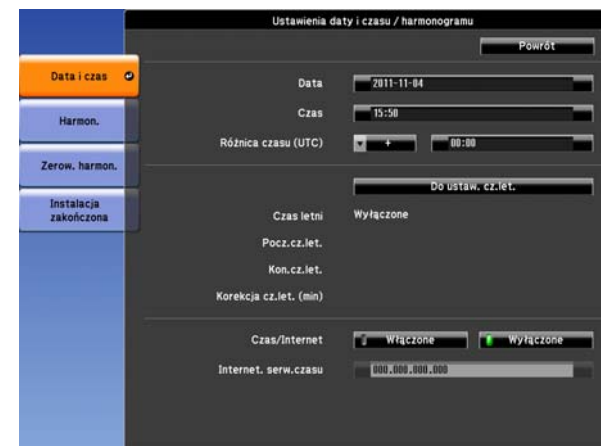 Ustawienia daty i czasu / harmonogramu
Powrót
Data i czas
Harmon.
Zerow. harmon.
Instalacja
zakończona
Data 2011-11-04
Czas 15:50
Różnica czasu (UTC) + 00:00
Do ustaw. cz.let.
Czas letni Wyłączone
Pocz.cz.let.
Kon.cz.let.
Korekcja cz.let. (min)
Czas/Internet Włączone Wyłączone
Internet. serw.czasu 000.000.000.000